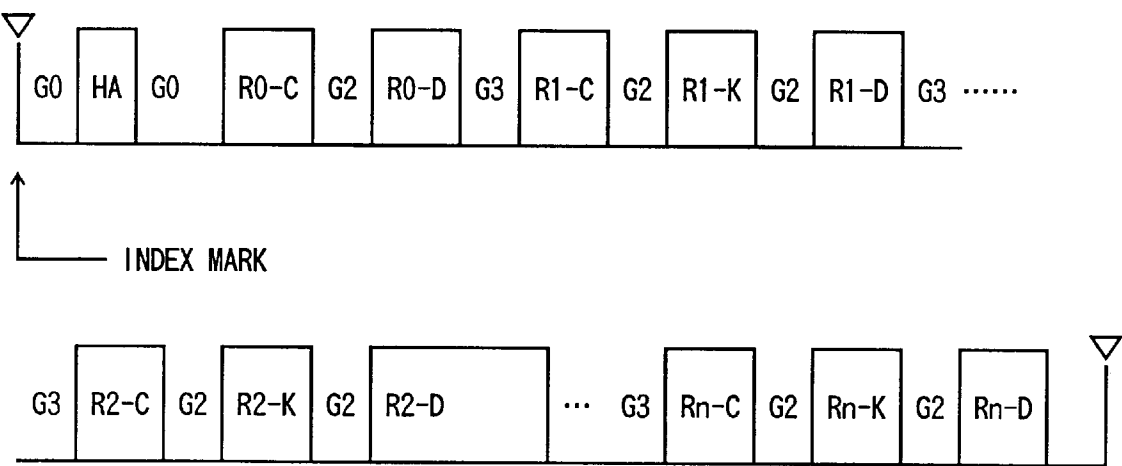 G0 HA G0 R0-C G2 R0-D G3 R1-C G2 R1-K G2 R1-D G3 ······
INDEX MARK
G3 R2-C G2 R2-K G2 R2-D ··· G3 Rn-C G2 Rn-K G2 Rn-D